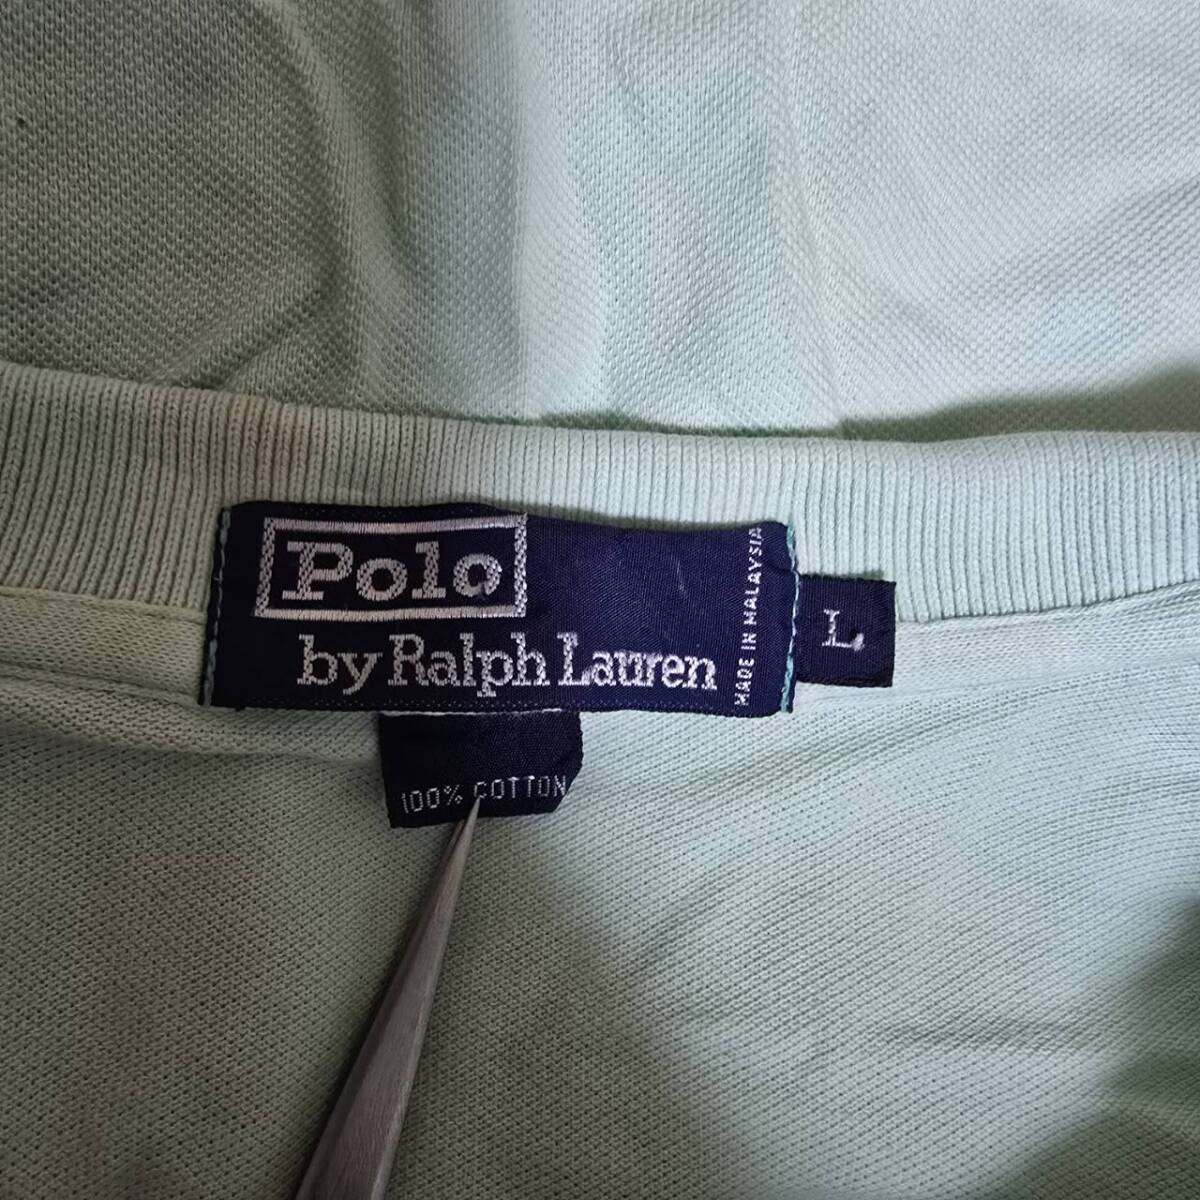 Polo
by Ralph Lauren
MADE IN MALAYSIA
L
100% COTTON